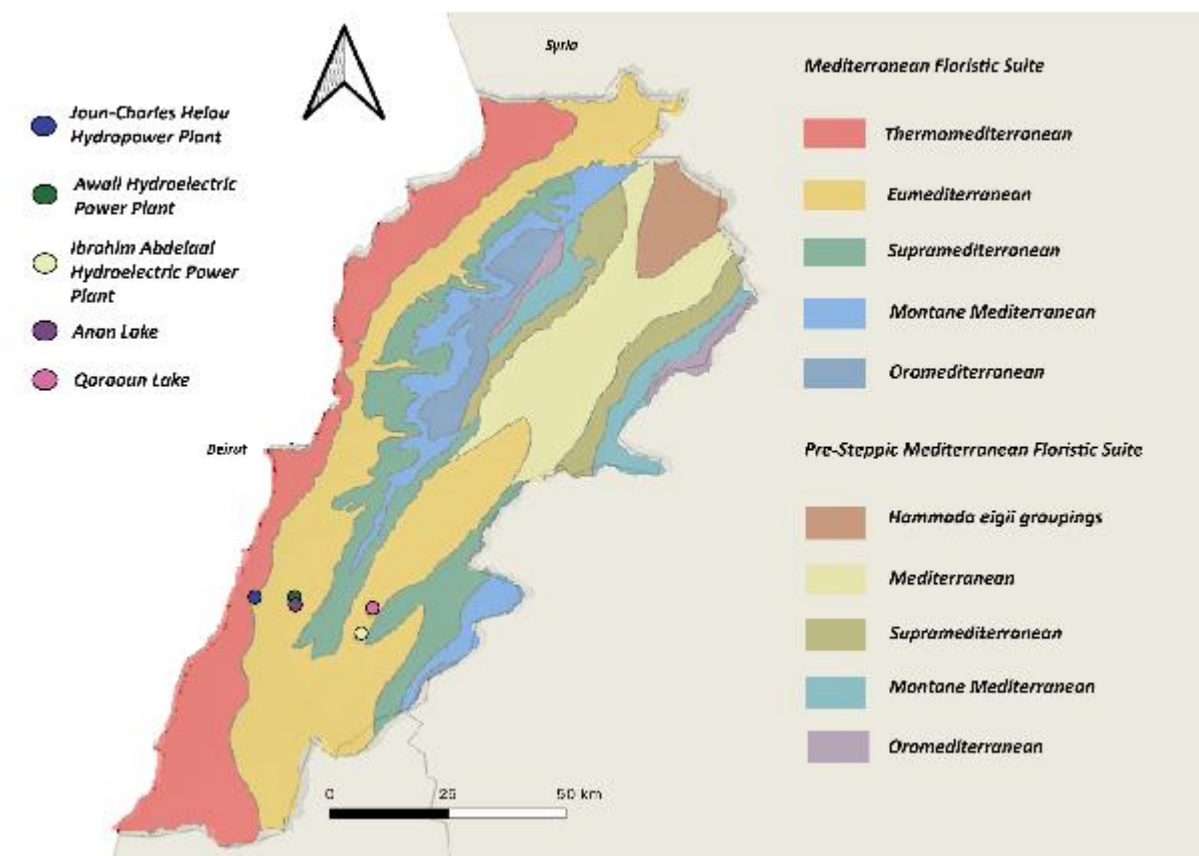 Syria
Joun-Charles Helou
Hydropower Plant
Awali Hydroelectric
Power Plant
Ibrahim Abdelaal
Hydroelectric Power
Plant
Anan Lake
Qaraoun Lake
Beirut
Mediterranean Floristic Suite
Thermomediterranean
Eumediterranean
Supramediterranean
Montane Mediterranean
Oromediterranean
Pre-Steppic Mediterranean Floristic Suite
Hammada eigii groupings
Mediterranean
Supramediterranean
Montane Mediterranean
Oromediterranean
0 25 50 km